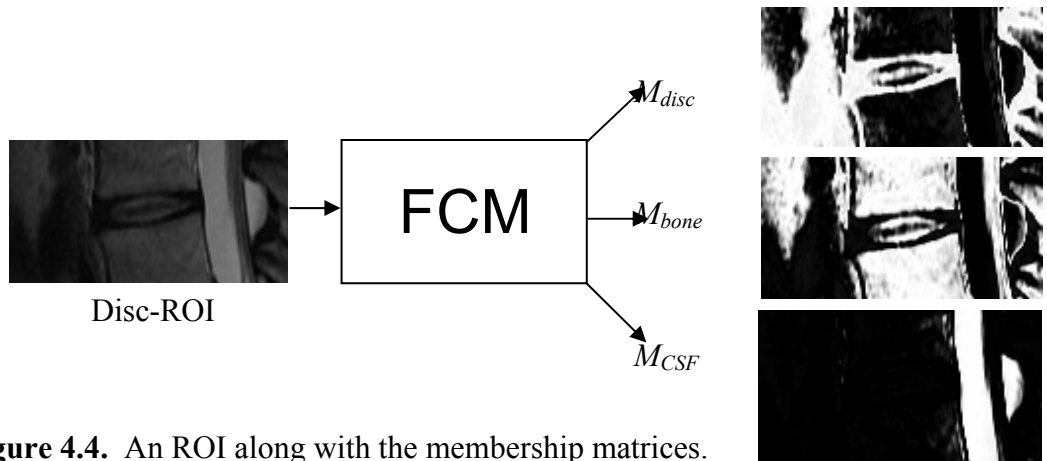 M_disc
FCM
M_bone
Disc-ROI
M_CSF
gure 4.4. An ROI along with the membership matrices.